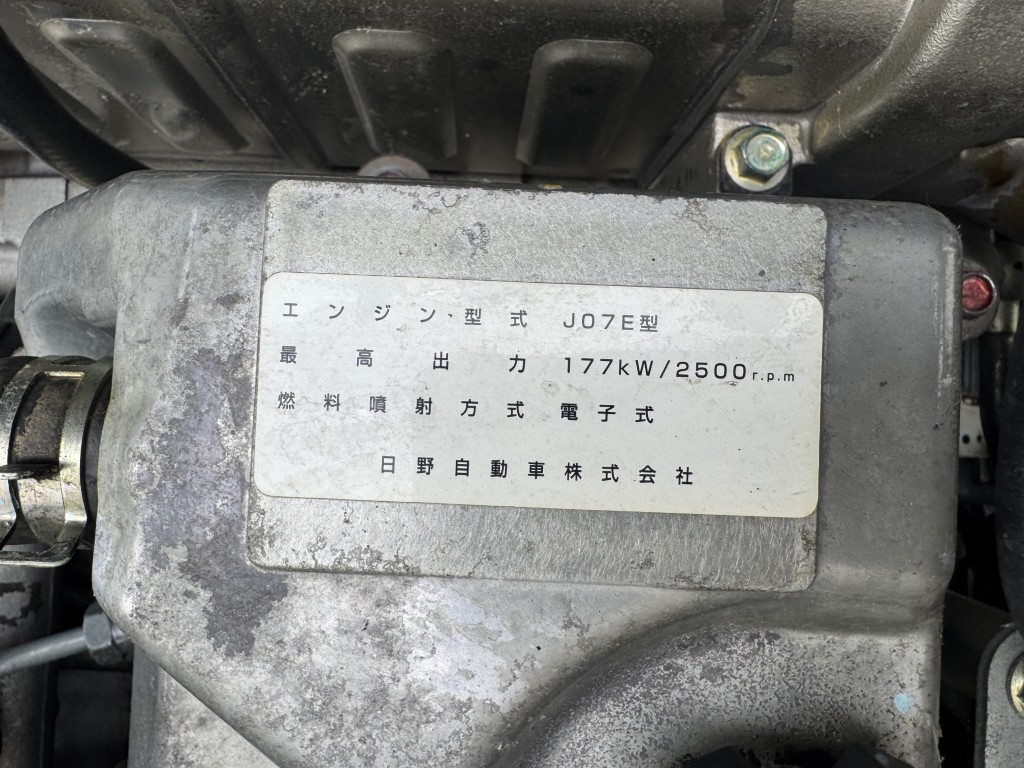 エンジン型式 J07E型
最高出力 177kW/2500r.p.m
燃料噴射方式 電子式
日野自動車株式会社